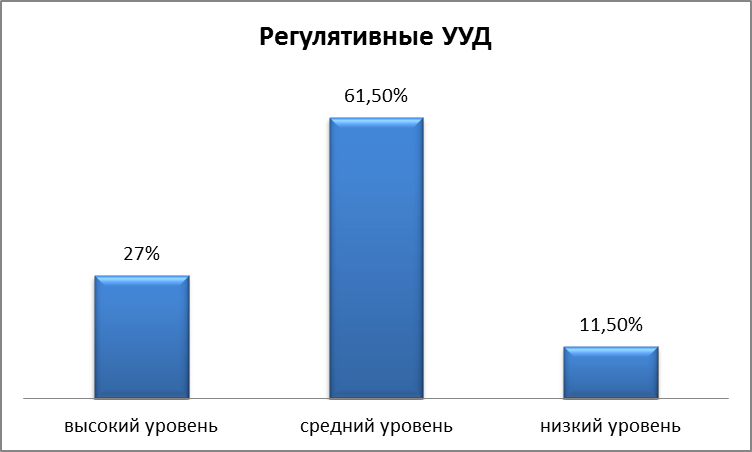 Регулятивные УУД
61,50%
27%
11,50%
высокий уровень
средний уровень
низкий уровень